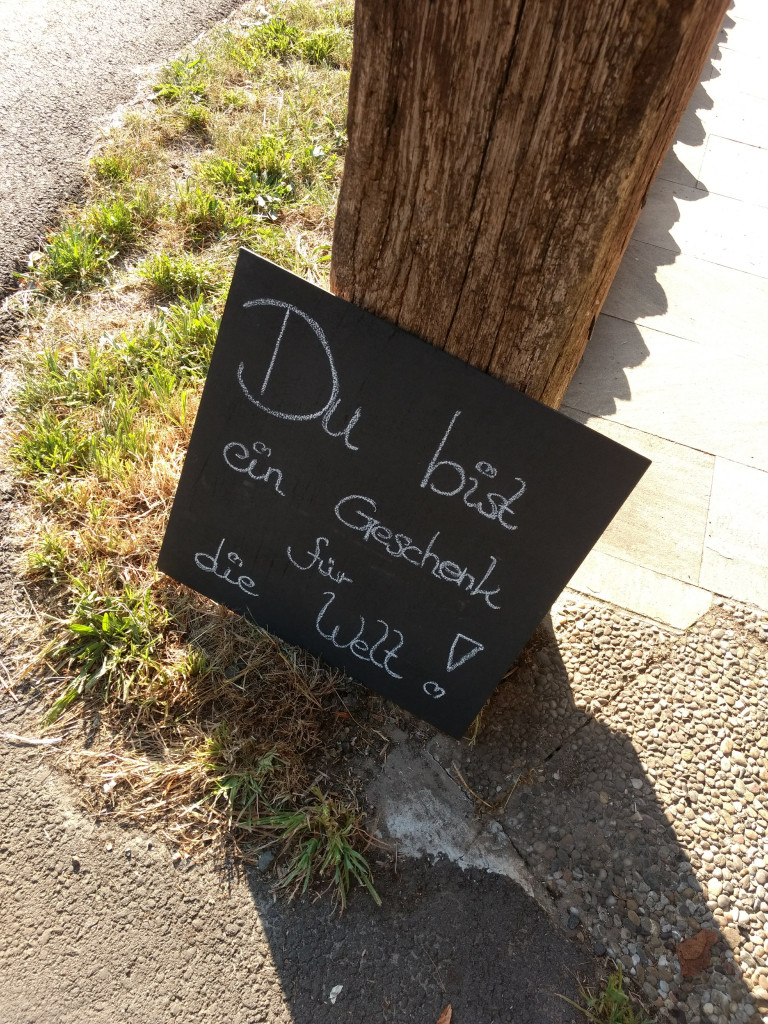 Du bist
ein Geschenk
für
die Welt!